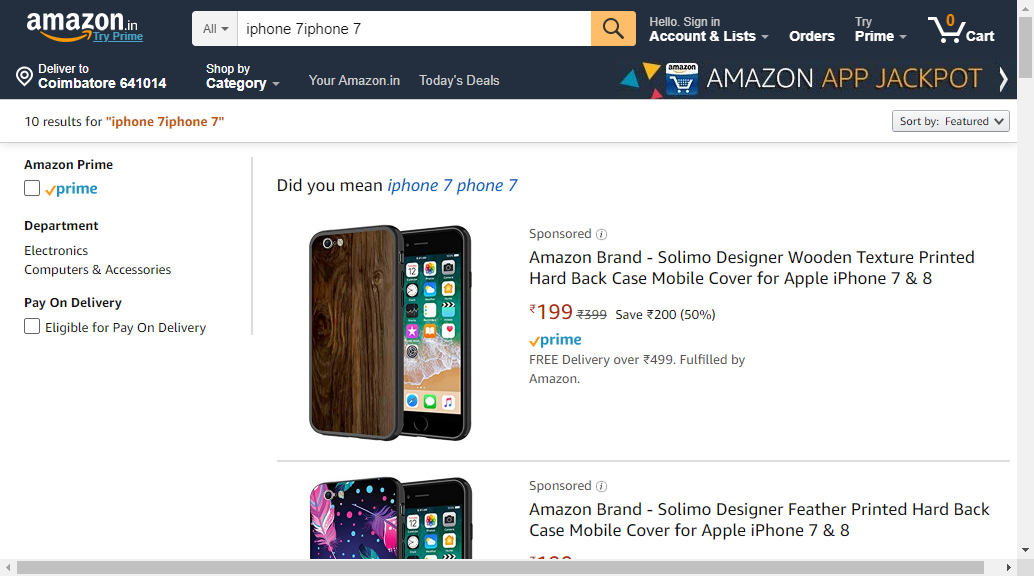 amazon.in
Try Prime
All
iphone 7iphone 7
Hello. Sign in
Account & Lists
Orders
Try
Prime
0
Cart
Deliver to
Coimbatore 641014
Shop by
Category
Your Amazon.in
Today's Deals
amazon
AMAZON APP JACKPOT
10 results for "iphone 7iphone 7"
Sort by: Featured
Amazon Prime
prime
Department
Electronics
Computers & Accessories
Pay On Delivery
Eligible for Pay On Delivery
Did you mean iphone 7 phone 7
Sponsored
Amazon Brand - Solimo Designer Wooden Texture Printed
Hard Back Case Mobile Cover for Apple iPhone 7 & 8
₹199 ₹399 Save ₹200 (50%)
prime
FREE Delivery over ₹499. Fulfilled by
Amazon.
Sponsored
Amazon Brand - Solimo Designer Feather Printed Hard Back
Case Mobile Cover for Apple iPhone 7 & 8